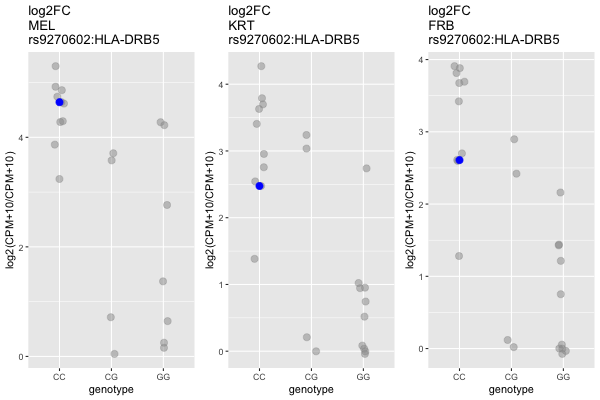 log2FC
MEL
rs9270602:HLA-DRB5
log2(CPM+10/CPM+10)
4
2
0
CC
CG
GG
genotype
log2FC
KRT
rs9270602:HLA-DRB5
log2(CPM+10/CPM+10)
4
3
2
1
0
CC
CG
GG
genotype
log2FC
FRB
rs9270602:HLA-DRB5
log2(CPM+10/CPM+10)
4
3
2
1
0
CC
CG
GG
genotype